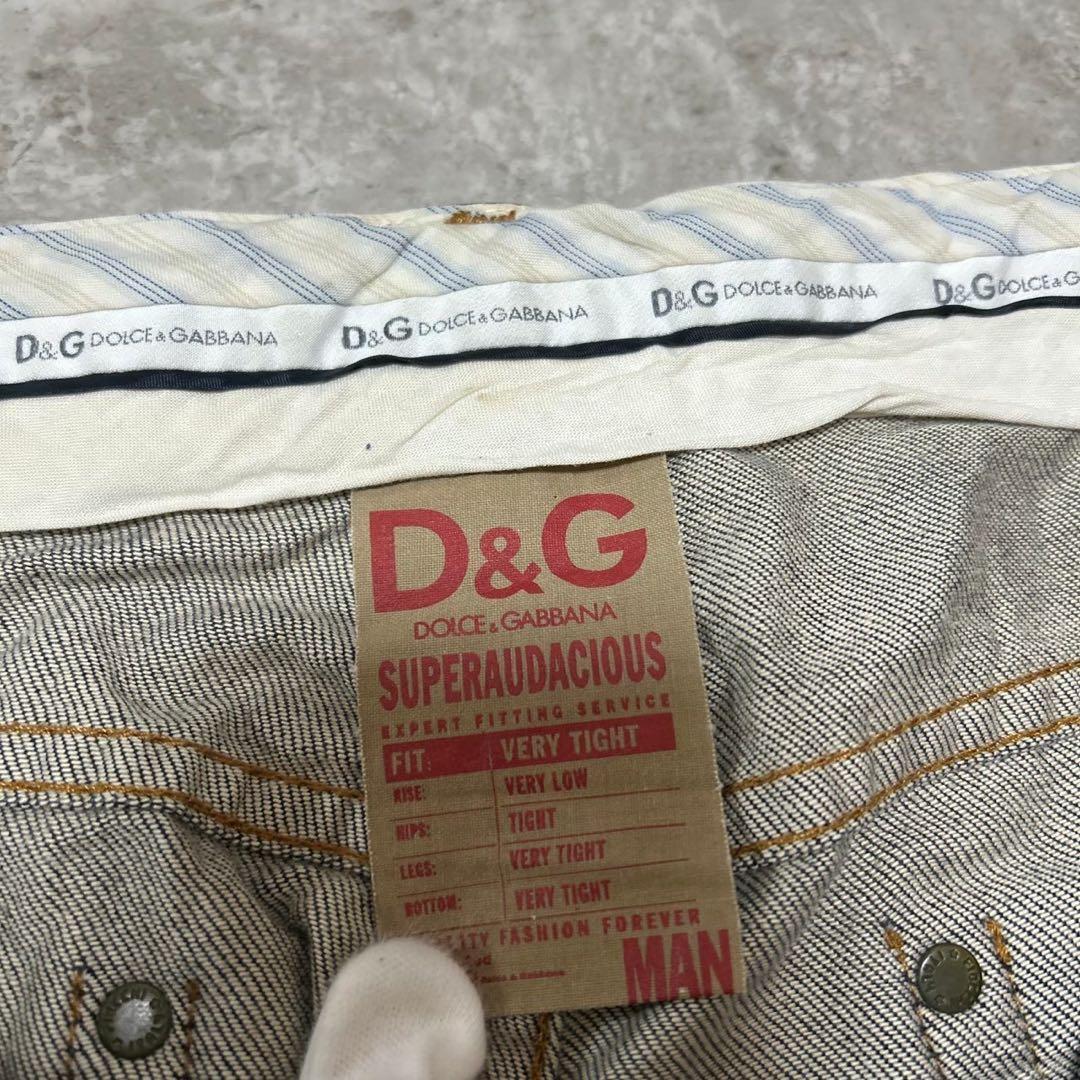 D&G DOLCE&GABBANA D&G DOLCE&GABBANA D&G DOLCE&GABBANA D&G DOLCE&GABBANA
D&G
DOLCE&GABBANA
SUPERAUDACIOUS
EXPERT FITTING SERVICE
FIT: VERY TIGHT
RISE: VERY LOW
HIPS: TIGHT
LEGS: VERY TIGHT
BOTTOM: VERY TIGHT
FASHION FOREVER
MAN